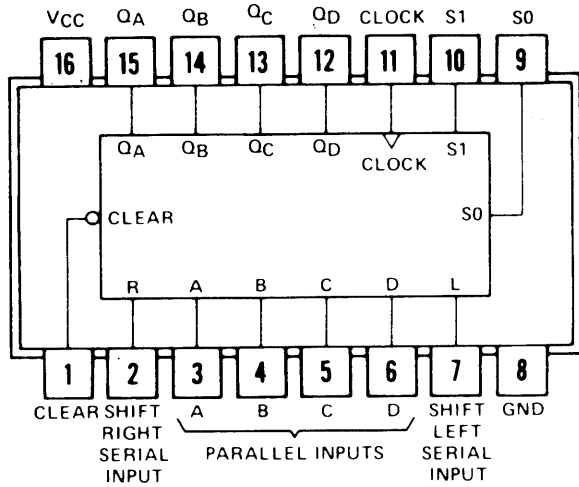 VCC QA QB QC QD CLOCK S1 S0
16 15 14 13 12 11 10 9
QA QB QC QD CLOCK S1
S0
CLEAR
R A B C D L
1 2 3 4 5 6 7 8
CLEAR SHIFT RIGHT SERIAL INPUT
A B C D
PARALLEL INPUTS
SHIFT LEFT SERIAL INPUT
GND